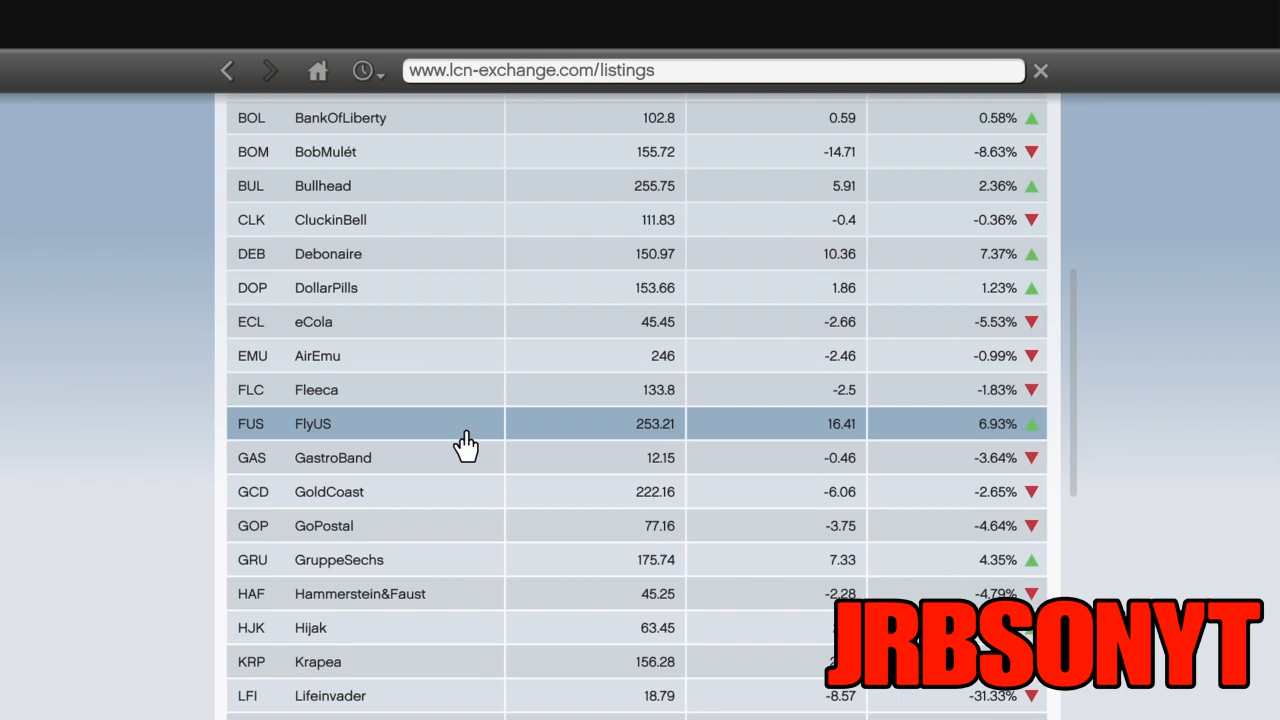 www.lcn-exchange.com/listings
BOL BankOfLiberty 102.8 0.59 0.58%
BOM BobMulét 155.72 -14.71 -8.63%
BUL Bullhead 255.75 5.91 2.36%
CLK CluckinBell 111.83 -0.4 -0.36%
DEB Debonaire 150.97 10.36 7.37%
DOP DollarPills 153.66 1.86 1.23%
ECL eCola 45.45 -2.66 -5.53%
EMU AirEmu 246 -2.46 -0.99%
FLC Fleeca 133.8 -2.5 -1.83%
FUS FlyUS 253.21 16.41 6.93%
GAS GastroBand 12.15 -0.46 -3.64%
GCD GoldCoast 222.16 -6.06 -2.65%
GOP GoPostal 77.16 -3.75 -4.64%
GRU GruppeSechs 175.74 7.33 4.35%
HAF Hammerstein&Faust 45.25 -2.28 -4.79%
HJK Hijak 63.45
KRP Krapea 156.28
LFI Lifeinvader 18.79 -8.57 -31.33%
JRBSONYT